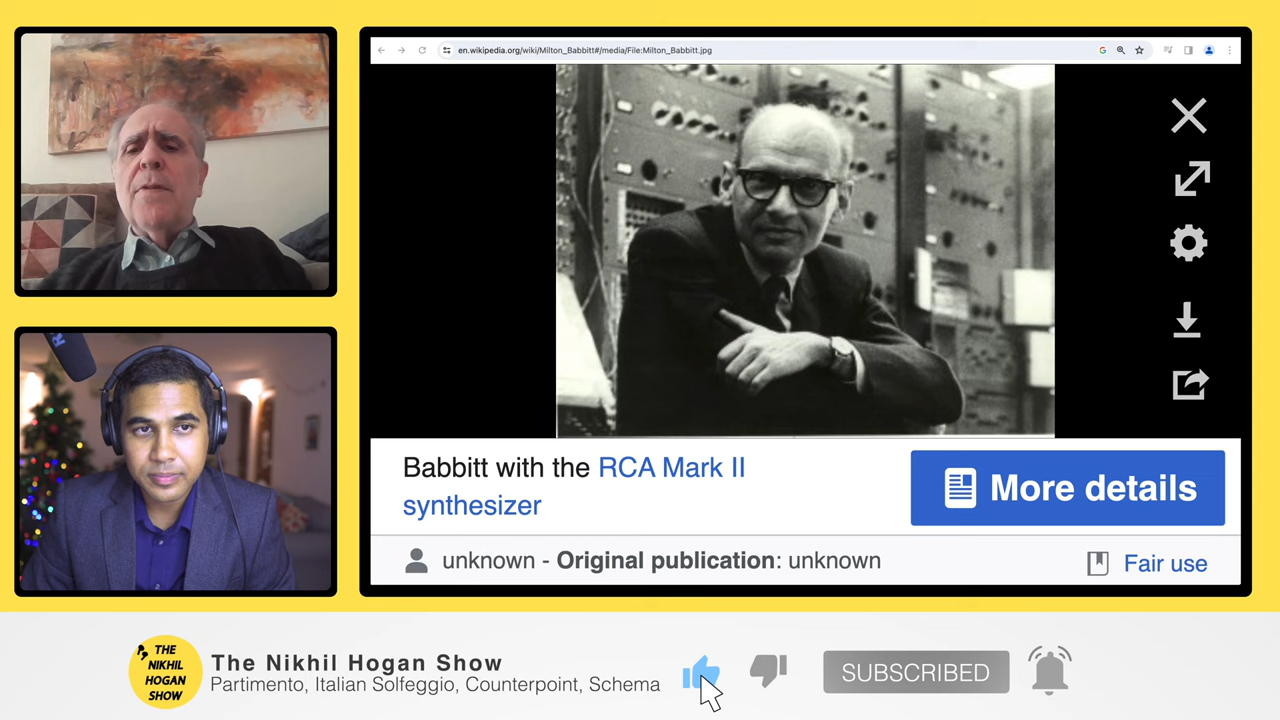 en.wikipedia.org/wiki/Milton_Babbitt#/media/File:Milton_Babbitt.jpg
Babbitt with the RCA Mark II
synthesizer
More details
unknown - Original publication: unknown
Fair use
THE
NIKHIL
HOGAN
SHOW
The Nikhil Hogan Show
Partimento, Italian Solfeggio, Counterpoint, Schema
SUBSCRIBED